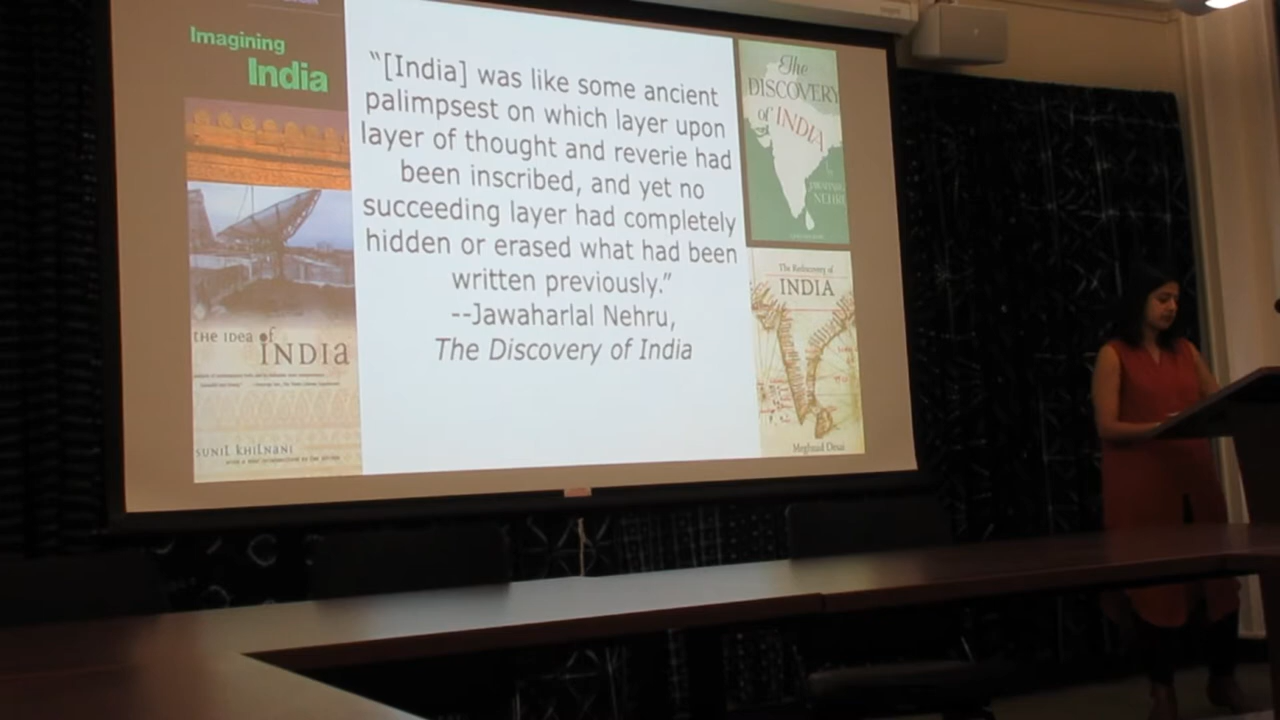 Imagining
India
THE IDEA of
INDIA
SUNIL KHILNANI
“[India] was like some ancient
palimpsest on which layer upon
layer of thought and reverie had
been inscribed, and yet no
succeeding layer had completely
hidden or erased what had been
written previously.”
--Jawaharlal Nehru,
The Discovery of India
The
DISCOVERY
of INDIA
JAWAHARLAL
NEHRU
The Rediscovery of
INDIA
Meghnad Desai